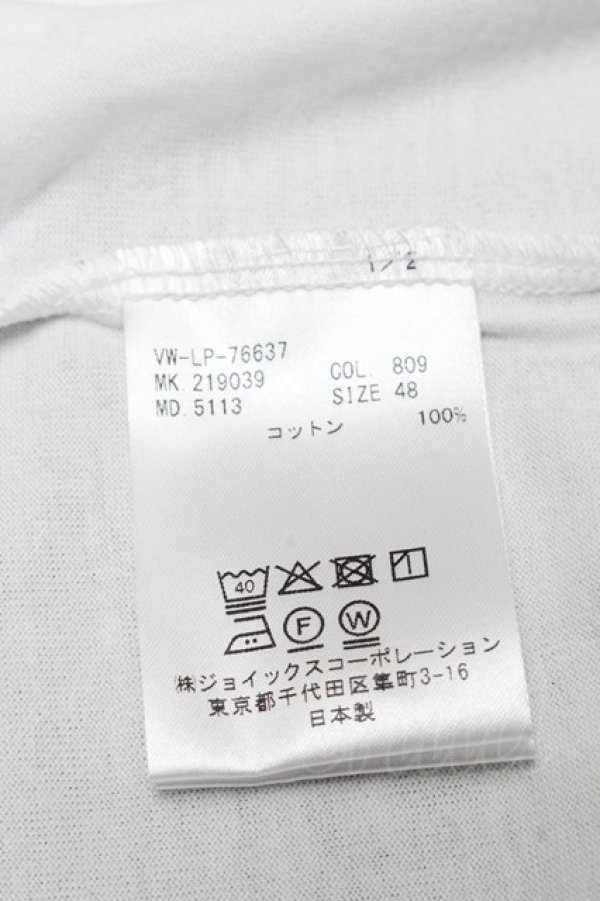 1/2
VW-LP-76637
MK. 219039 COL. 809
MD. 5113 SIZE 48
コットン 100%
40
F W
㈱ジョイックスコーポレーション
東京都千代田区隼町3-16
日本製